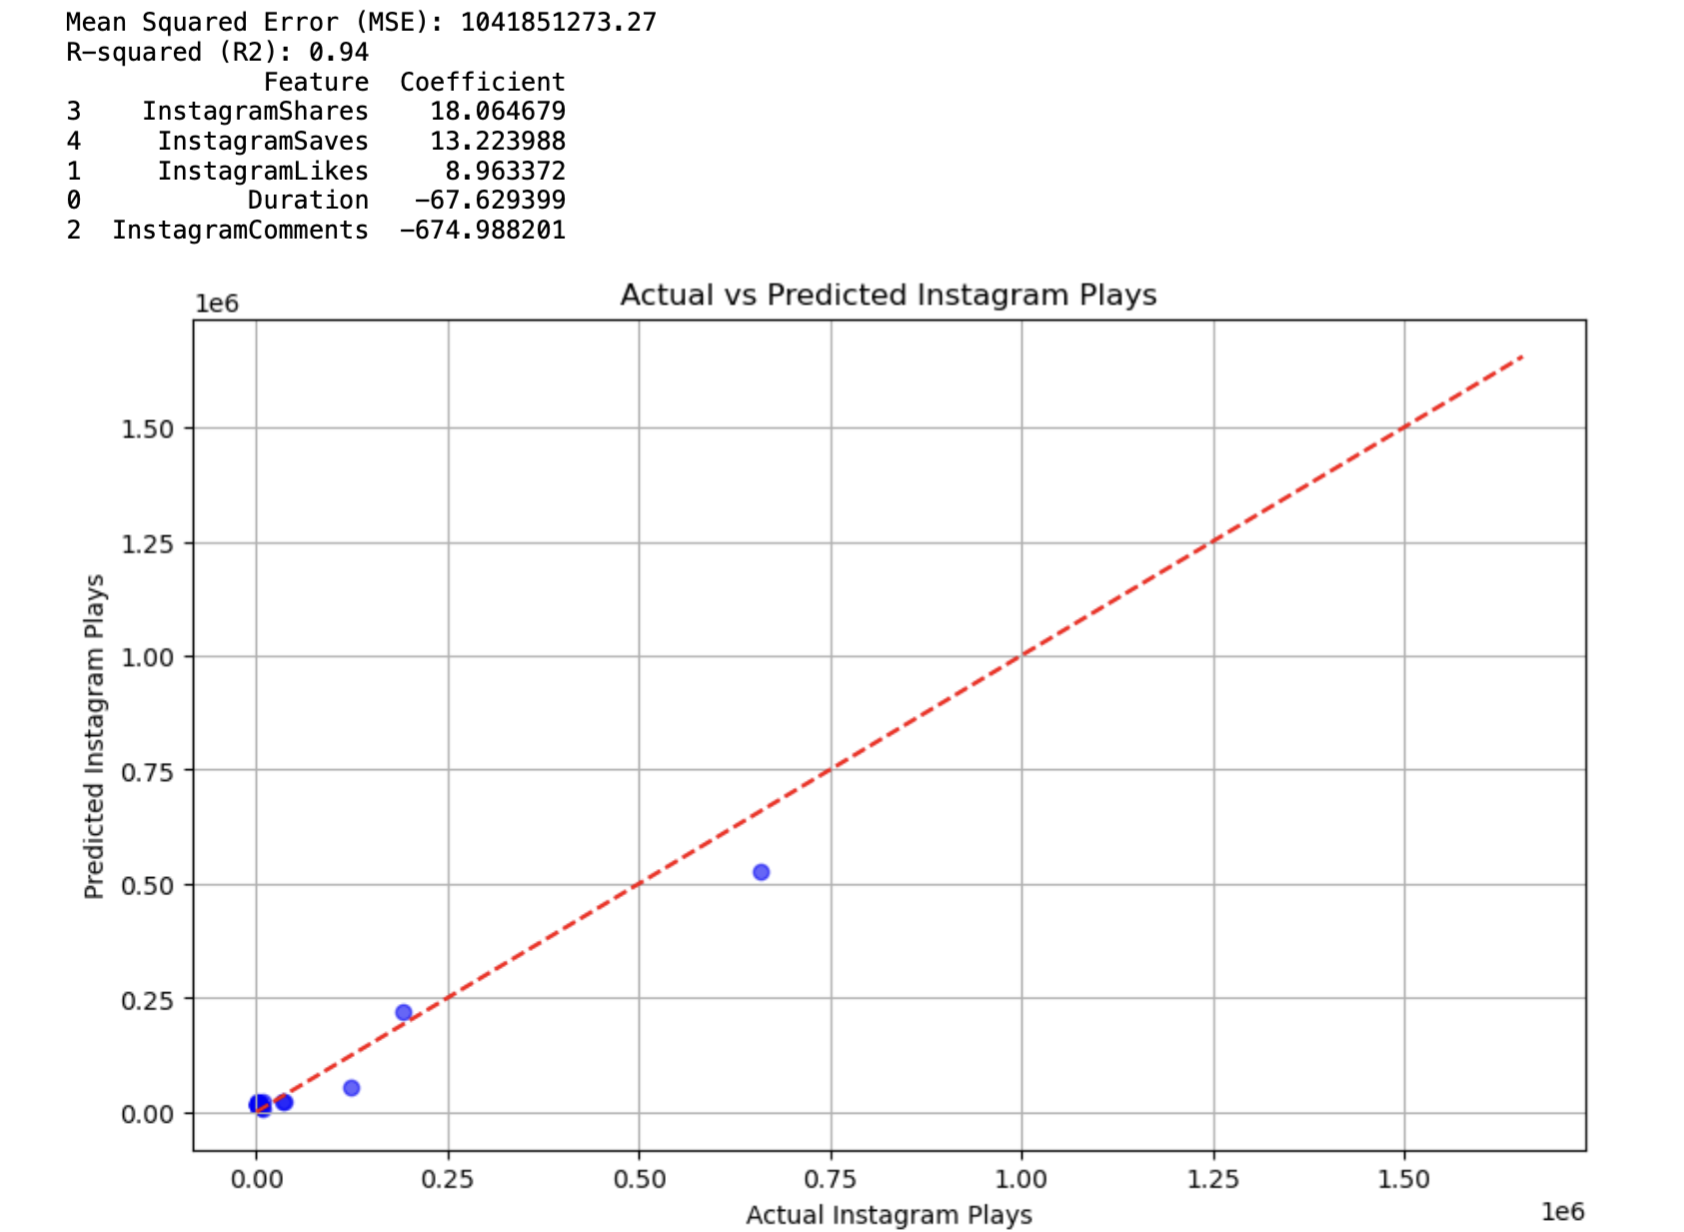 Mean Squared Error (MSE): 1041851273.27
R-squared (R2): 0.94
Feature Coefficient
3 InstagramShares 18.064679
4 InstagramSaves 13.223988
1 InstagramLikes 8.963372
0 Duration -67.629399
2 InstagramComments -674.988201
Actual vs Predicted Instagram Plays
1e6
1.50
1.25
1.00
0.75
0.50
0.25
0.00
Predicted Instagram Plays
0.00 0.25 0.50 0.75 1.00 1.25 1.50
Actual Instagram Plays
1e6